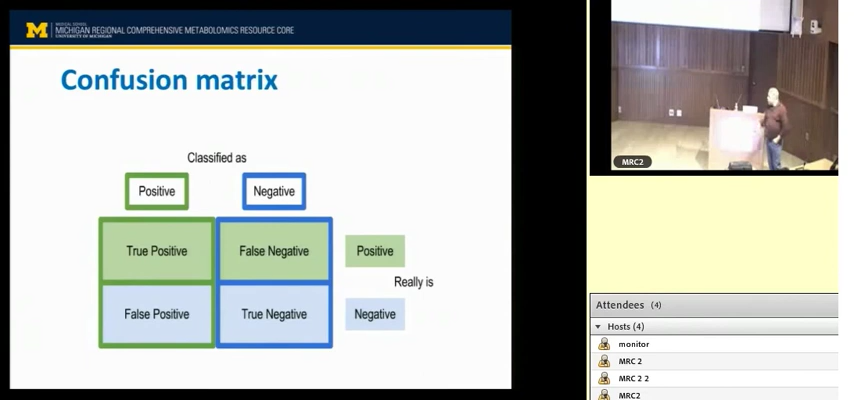 M
MEDICAL SCHOOL
MICHIGAN REGIONAL COMPREHENSIVE METABOLOMICS RESOURCE CORE
UNIVERSITY OF MICHIGAN
Confusion matrix
Classified as
Positive
Negative
True Positive
False Negative
Positive
Really is
False Positive
True Negative
Negative
MRC2
Attendees (4)
Hosts (4)
monitor
MRC 2
MRC 2 2
MRC2